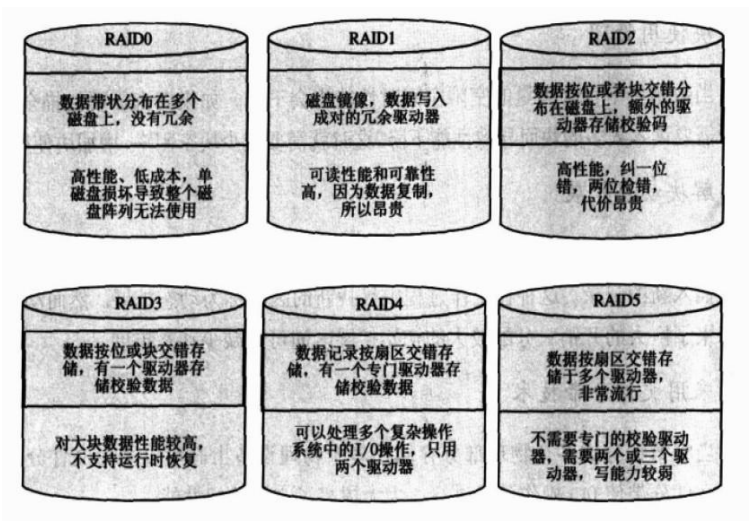 RAID0
数据带状分布在多个
磁盘上，没有冗余
高性能、低成本，单
磁盘损坏导致整个磁
盘阵列无法使用
RAID1
磁盘镜像，数据写入
成对的冗余驱动器
可读性能和可靠性
高，因为数据复制，
所以昂贵
RAID2
数据按位或者块交错分
布在磁盘上，额外的驱
动器存储校验码
高性能，纠一位
错，两位检错，
代价昂贵
RAID3
数据按位或块交错存
储，有一个驱动器存
储校验数据
对大块数据性能较高，
不支持运行时恢复
RAID4
数据记录按扇区交错存
储，有一个专门驱动器存
储校验数据
可以处理多个复杂操作
系统中的I/O操作，只用
两个驱动器
RAID5
数据按扇区交错存
储于多个驱动器，
非常流行
不需要专门的校验驱动
器，需要两个或三个驱
动器，写能力较弱